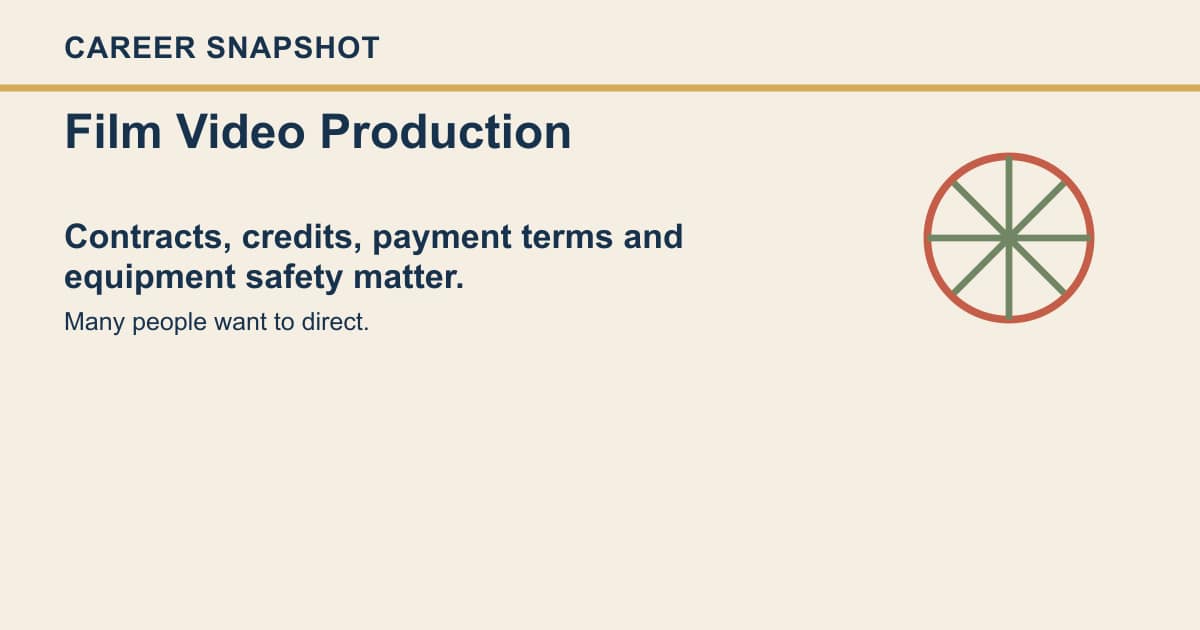 CAREER SNAPSHOT
Film Video Production
Contracts, credits, payment terms and
equipment safety matter.
Many people want to direct.